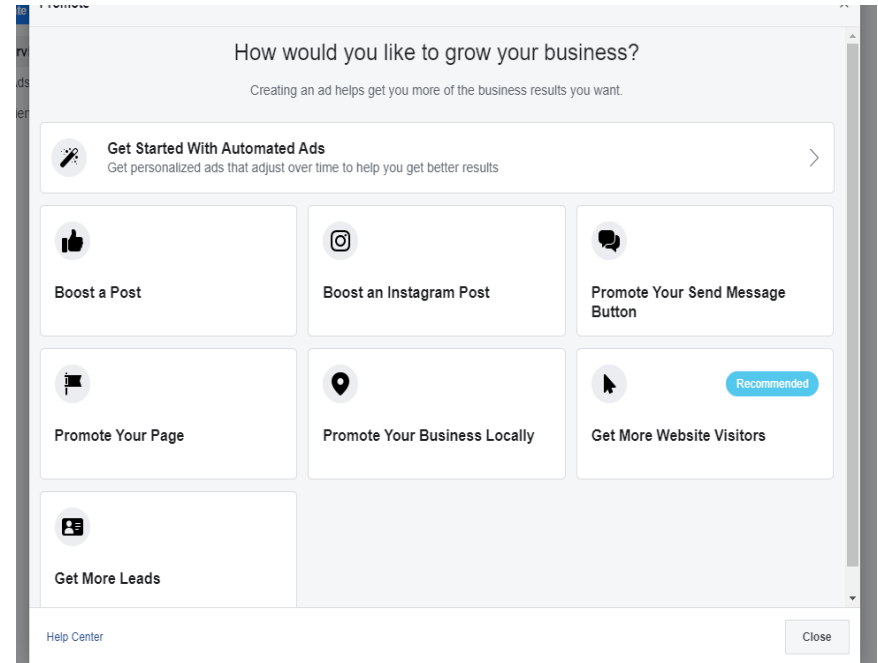 Promote
How would you like to grow your business?
Creating an ad helps get you more of the business results you want.
Get Started With Automated Ads
Get personalized ads that adjust over time to help you get better results
Boost a Post
Boost an Instagram Post
Promote Your Send Message
Button
Promote Your Page
Promote Your Business Locally
Recommended
Get More Website Visitors
Get More Leads
Help Center
Close